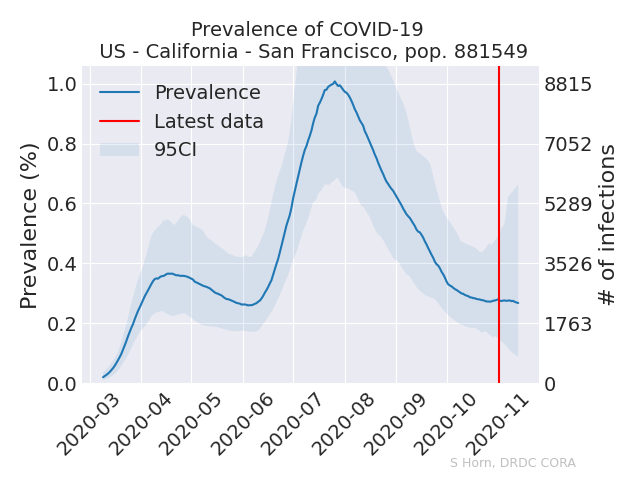 Prevalence of COVID-19
US - California - San Francisco, pop. 881549
Prevalence
Latest data
95CI
Prevalence (%)
1.0
0.8
0.6
0.4
0.2
0.0
8815
7052
5289
3526
1763
0
# of infections
2020-03
2020-04
2020-05
2020-06
2020-07
2020-08
2020-09
2020-10
2020-11
S Horn, DRDC CORA